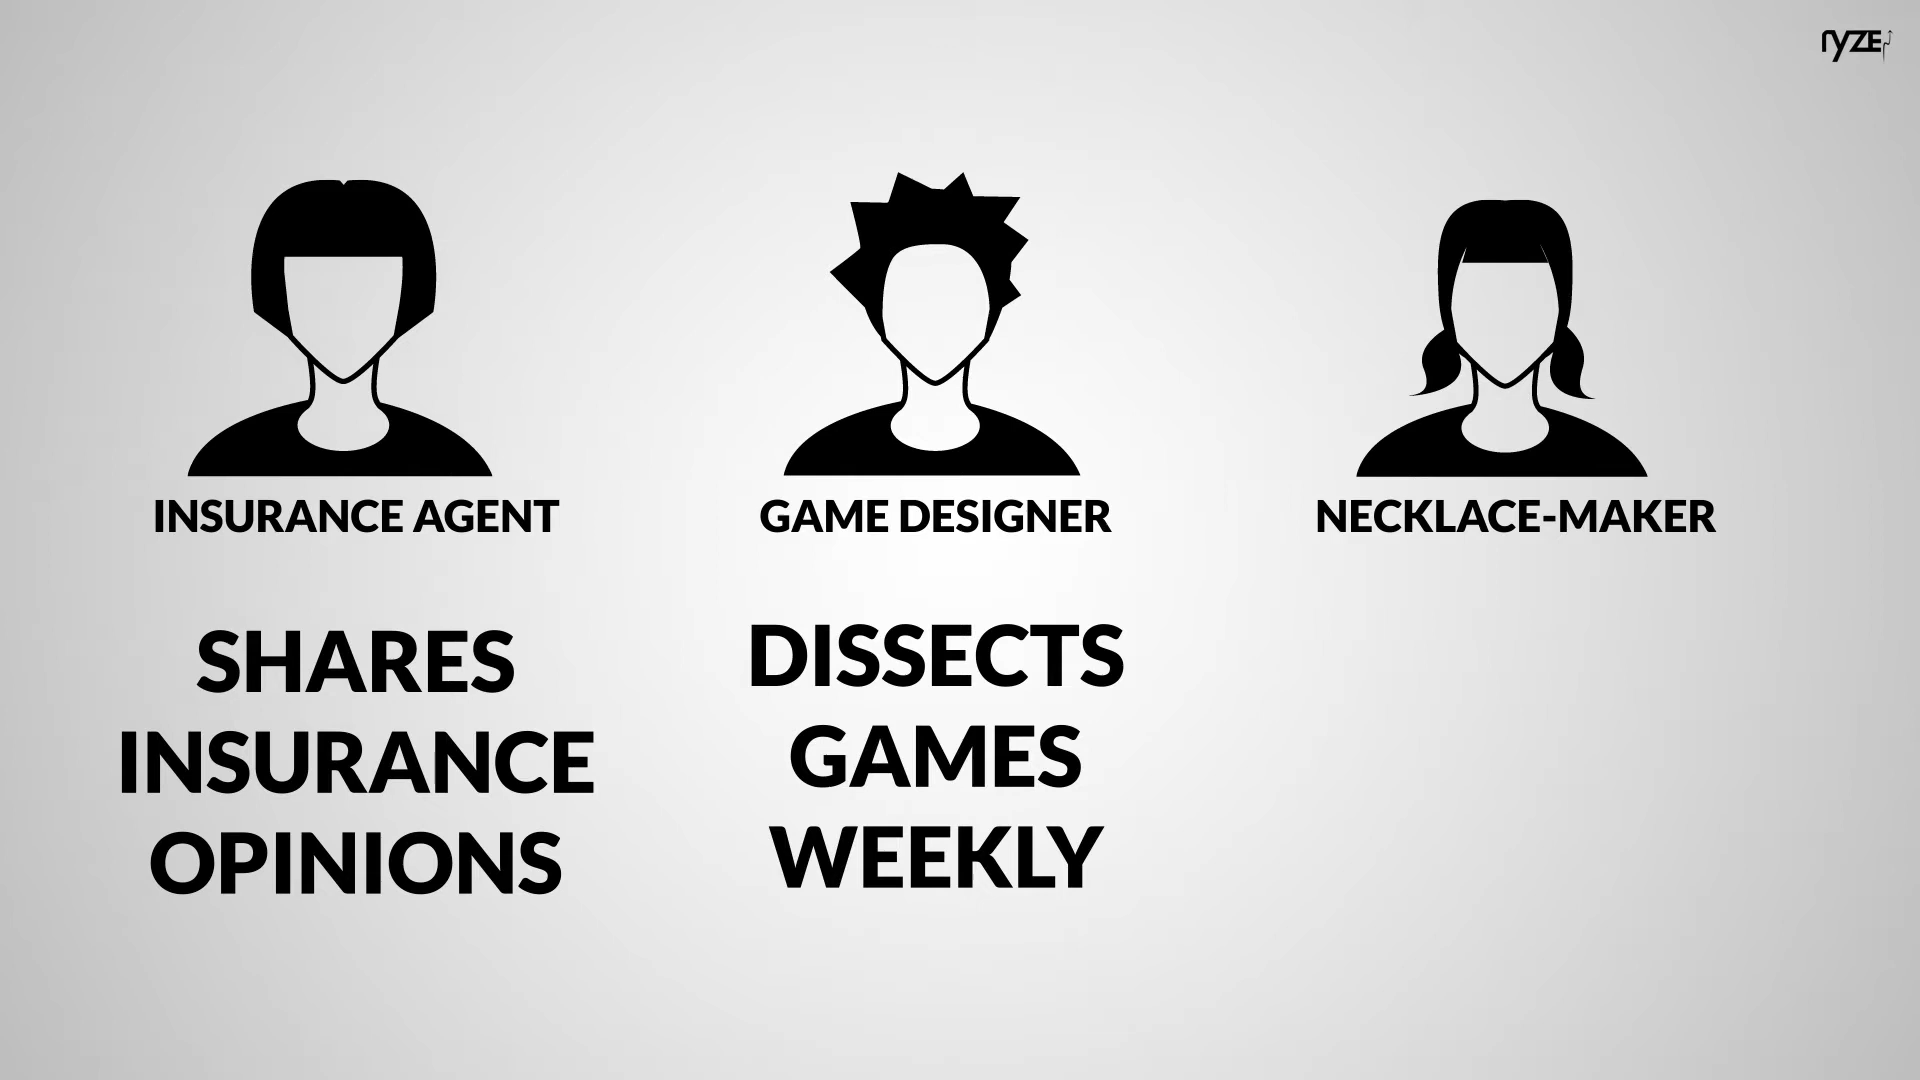 ryze
INSURANCE AGENT
SHARES
INSURANCE
OPINIONS
GAME DESIGNER
DISSECTS
GAMES
WEEKLY
NECKLACE-MAKER